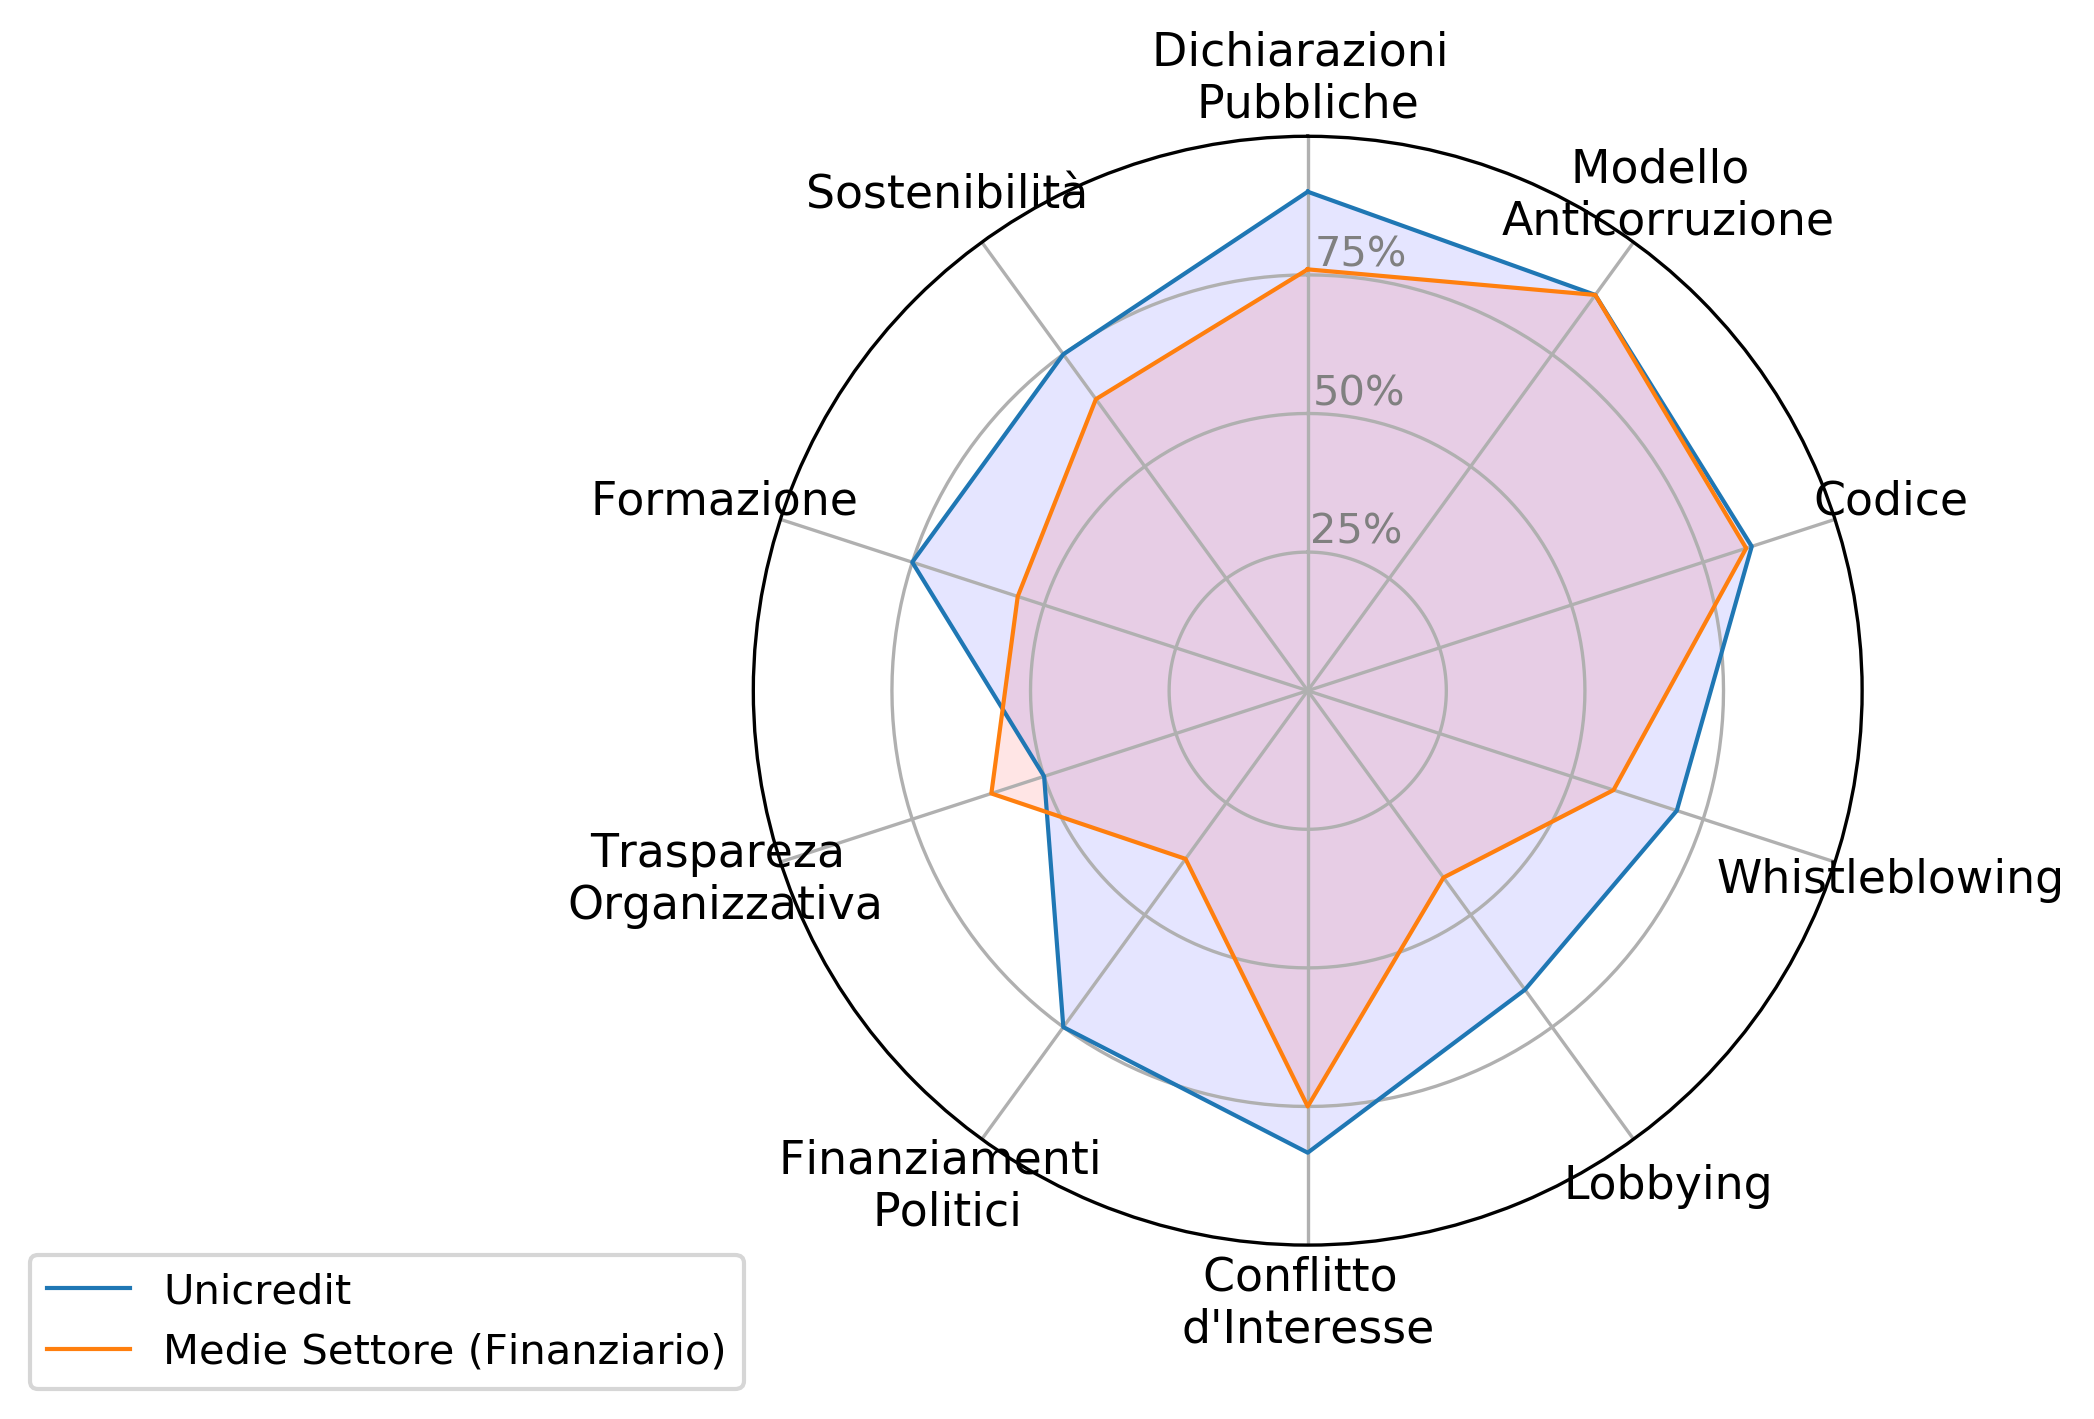 Dichiarazioni
Pubbliche
Modello
Anticorruzione
Sostenibilità
75%
50%
25%
Formazione
Codice
Traspareza
Organizzativa
Whistleblowing
Finanziamenti
Politici
Lobbying
Conflitto
d'Interesse
Unicredit
Medie Settore (Finanziario)